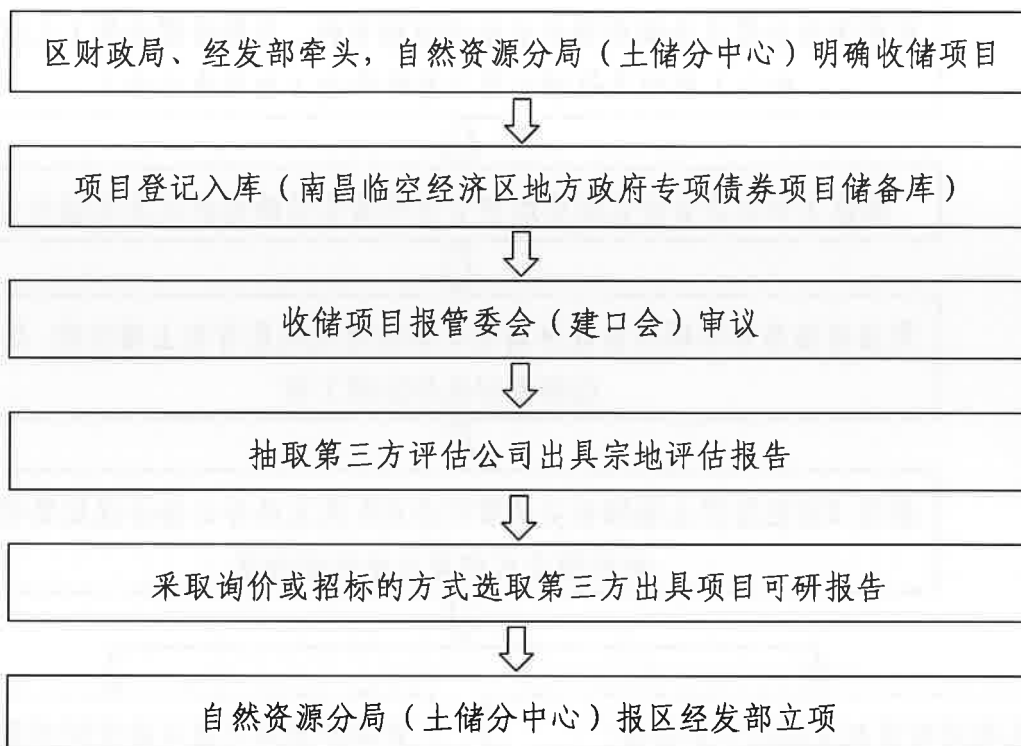 区财政局、经发部牵头，自然资源分局（土储分中心）明确收储项目
项目登记入库（南昌临空经济区地方政府专项债券项目储备库）
收储项目报管委会（建口会）审议
抽取第三方评估公司出具宗地评估报告
采取询价或招标的方式选取第三方出具项目可研报告
自然资源分局（土储分中心）报区经发部立项